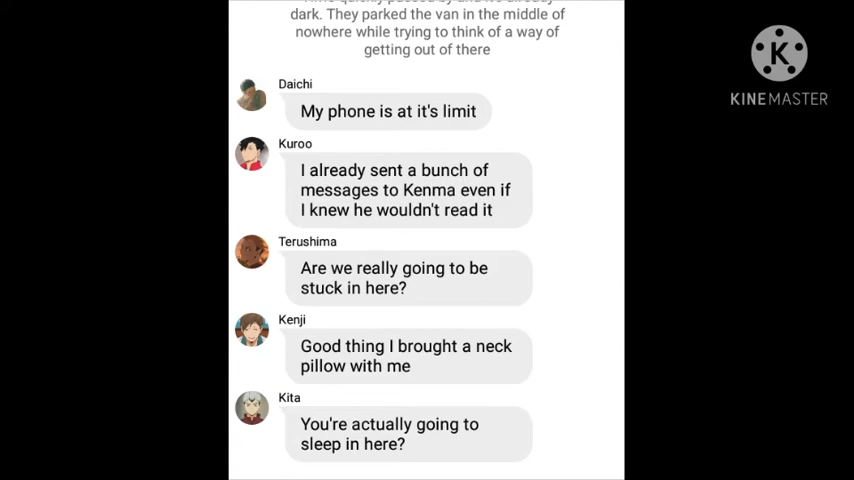 dark. They parked the van in the middle of
nowhere while trying to think of a way of
getting out of there
Daichi
My phone is at it's limit
Kuroo
I already sent a bunch of
messages to Kenma even if
I knew he wouldn't read it
Terushima
Are we really going to be
stuck in here?
Kenji
Good thing I brought a neck
pillow with me
Kita
You're actually going to
sleep in here?
K
KINEMASTER